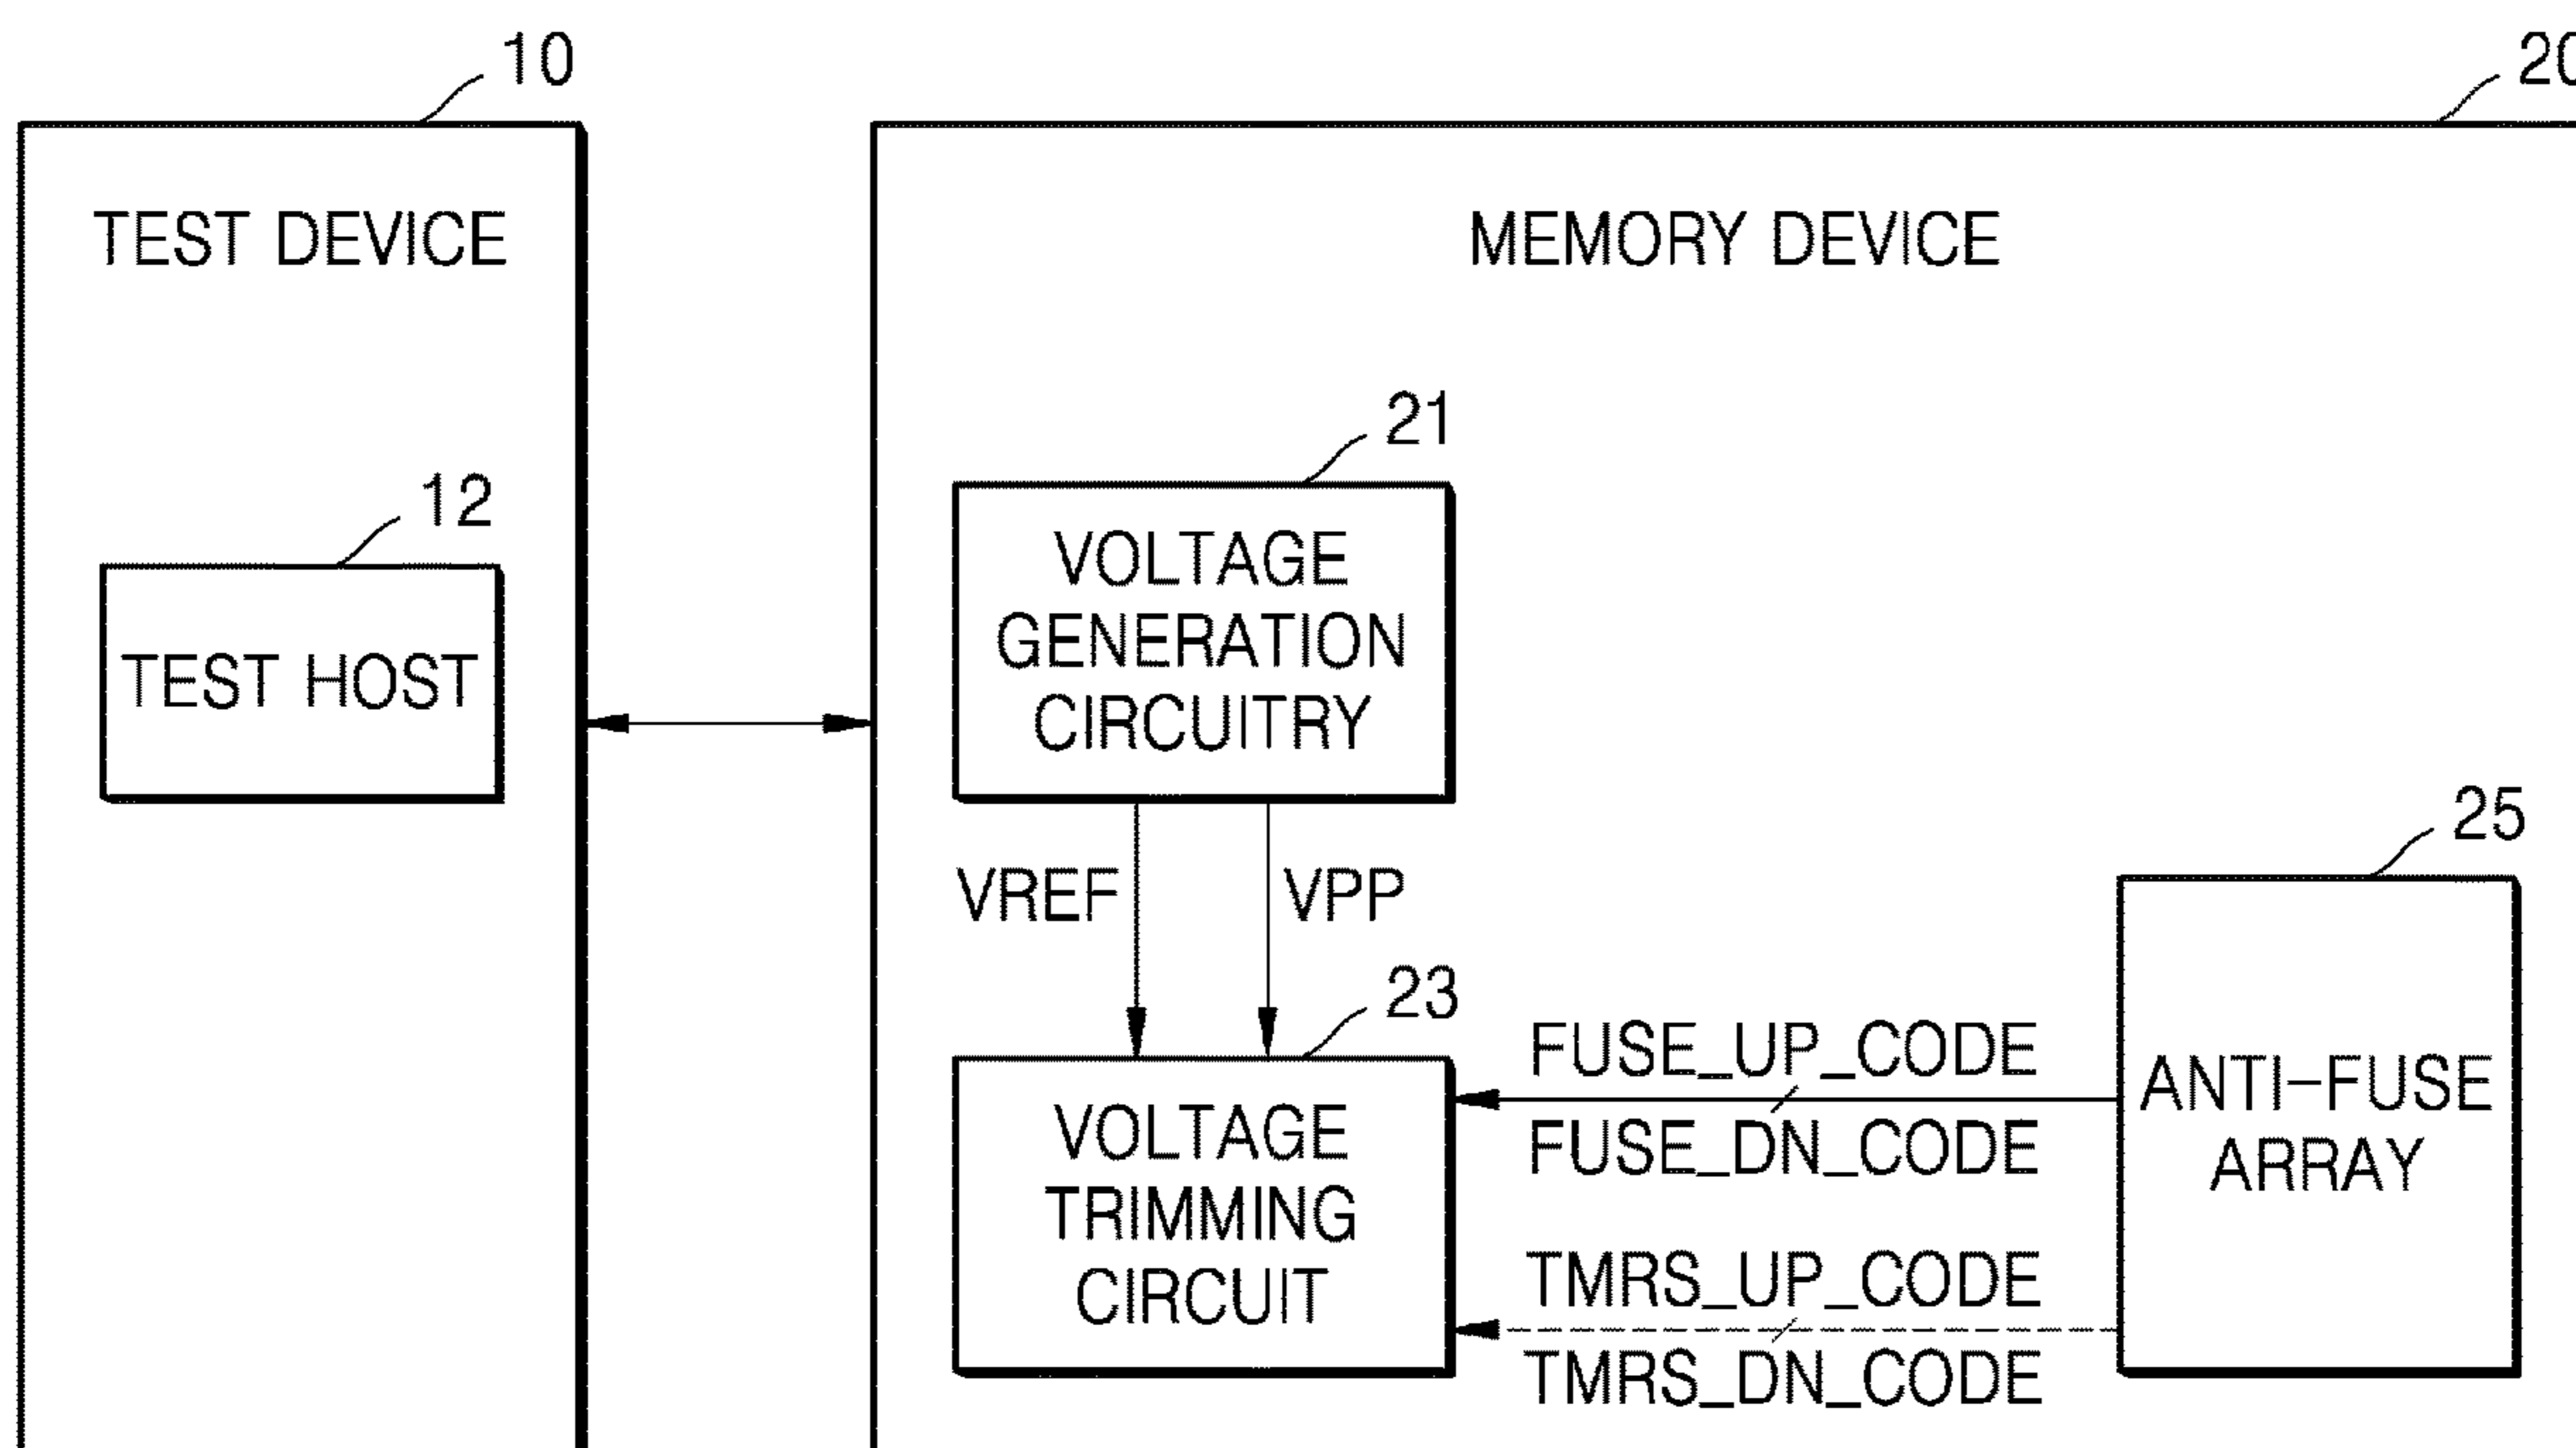 10
20
TEST DEVICE
MEMORY DEVICE
21
12
VOLTAGE
GENERATION
CIRCUITRY
TEST HOST
25
VREF
VPP
23
FUSE_UP_CODE
FUSE_DN_CODE
VOLTAGE
TRIMMING
CIRCUIT
ANTI-FUSE
ARRAY
TMRS_UP_CODE
TMRS_DN_CODE